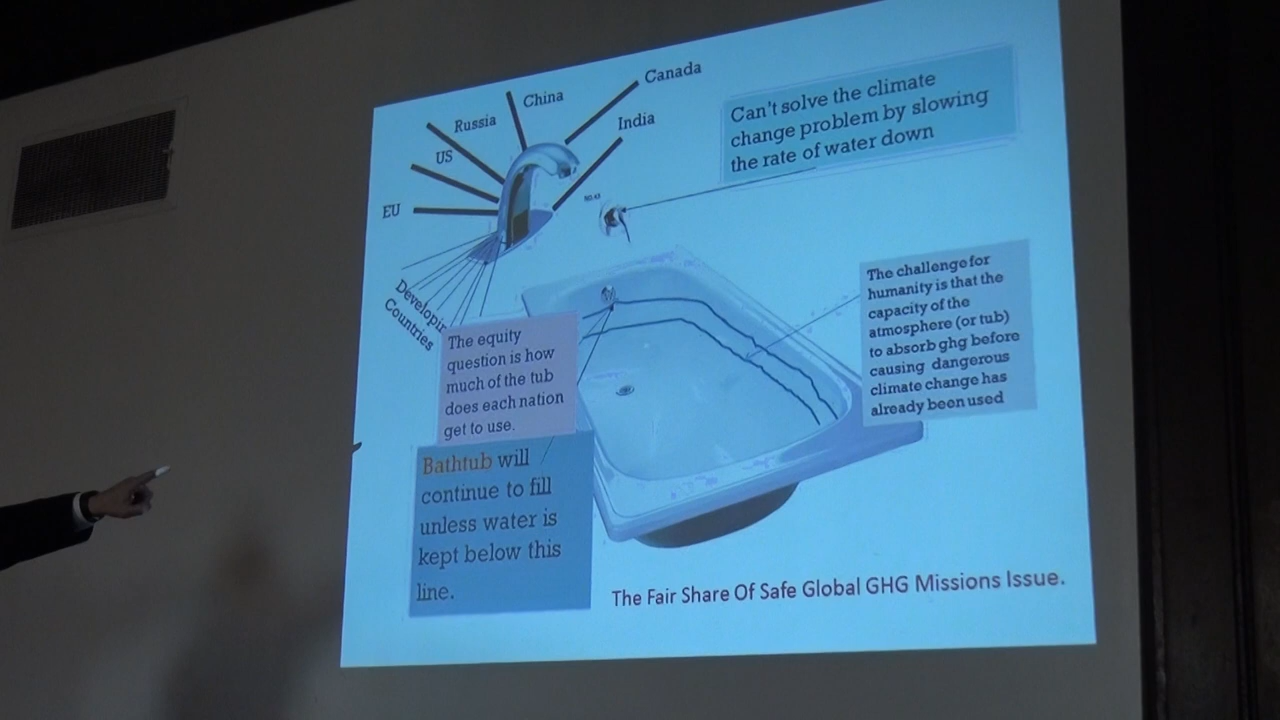 Canada
China
Russia
India
US
EU
Can't solve the climate
change problem by slowing
the rate of water down
The challenge for
humanity is that the
capacity of the
atmosphere (or tub)
to absorb ghg before
causing dangerous
climate change has
already been used
Developin
Countries
The equity
question is how
much of the tub
does each nation
get to use.
Bathtub will
continue to fill
unless water is
kept below this
line.
The Fair Share Of Safe Global GHG Missions Issue.